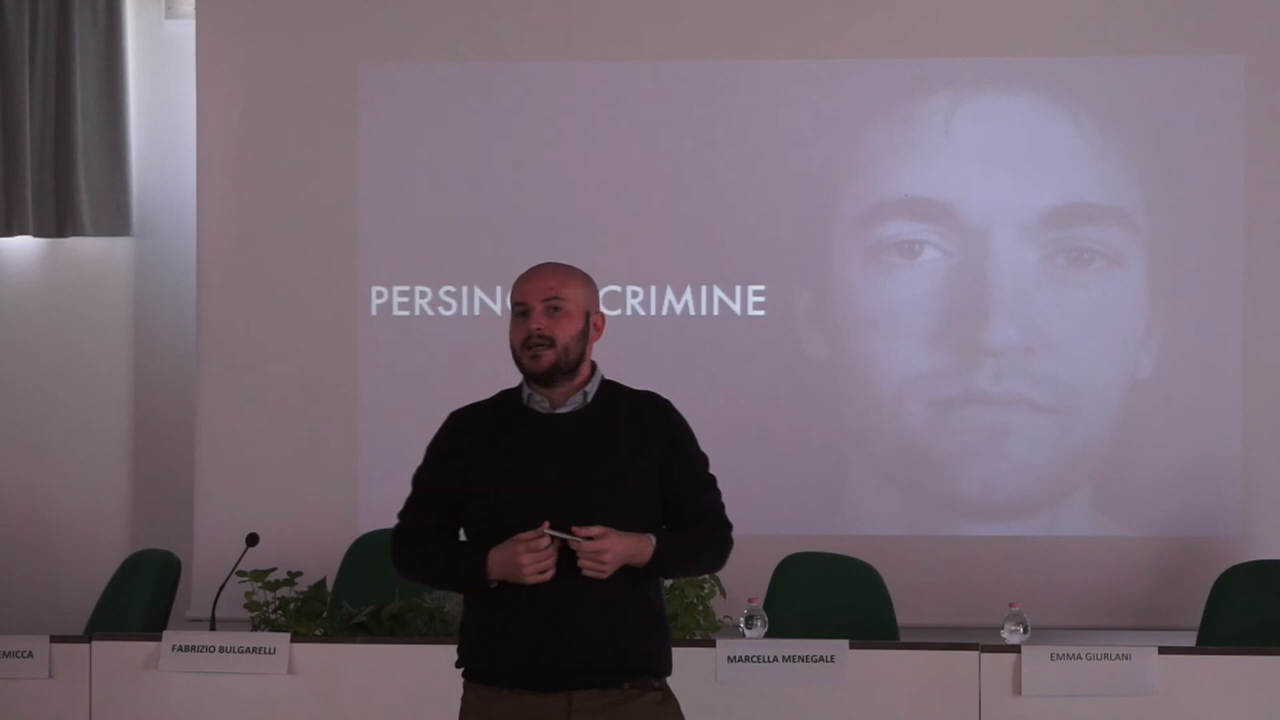 PERSINO CRIMINE
EMICCA
FABRIZIO BULGARELLI
MARCELLA MENEGALE
EMMA GIURLANI